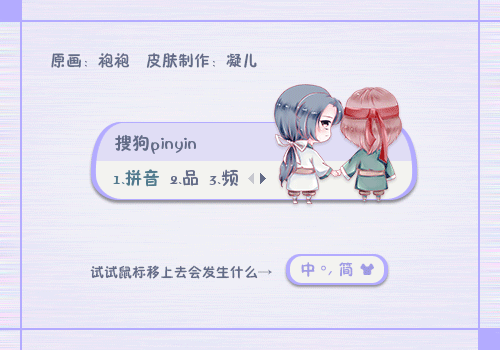 原画：袍袍 皮肤制作：凝儿
搜狗pinyin
1.拼音 2.品 3.频
试试鼠标移上去会发生什么→
中 °, 简